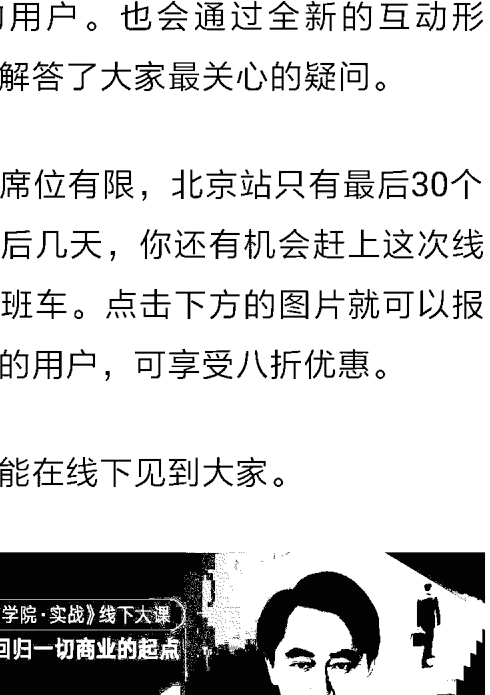 用户。也会通过全新的互动形
解答了大家最关心的疑问。
席位有限，北京站只有最后30个
后几天，你还有机会赶上这次线
班车。点击下方的图片就可以报
的用户，可享受八折优惠。
能在线下见到大家。
学院·实战》线下大课
回归一切商业的起点